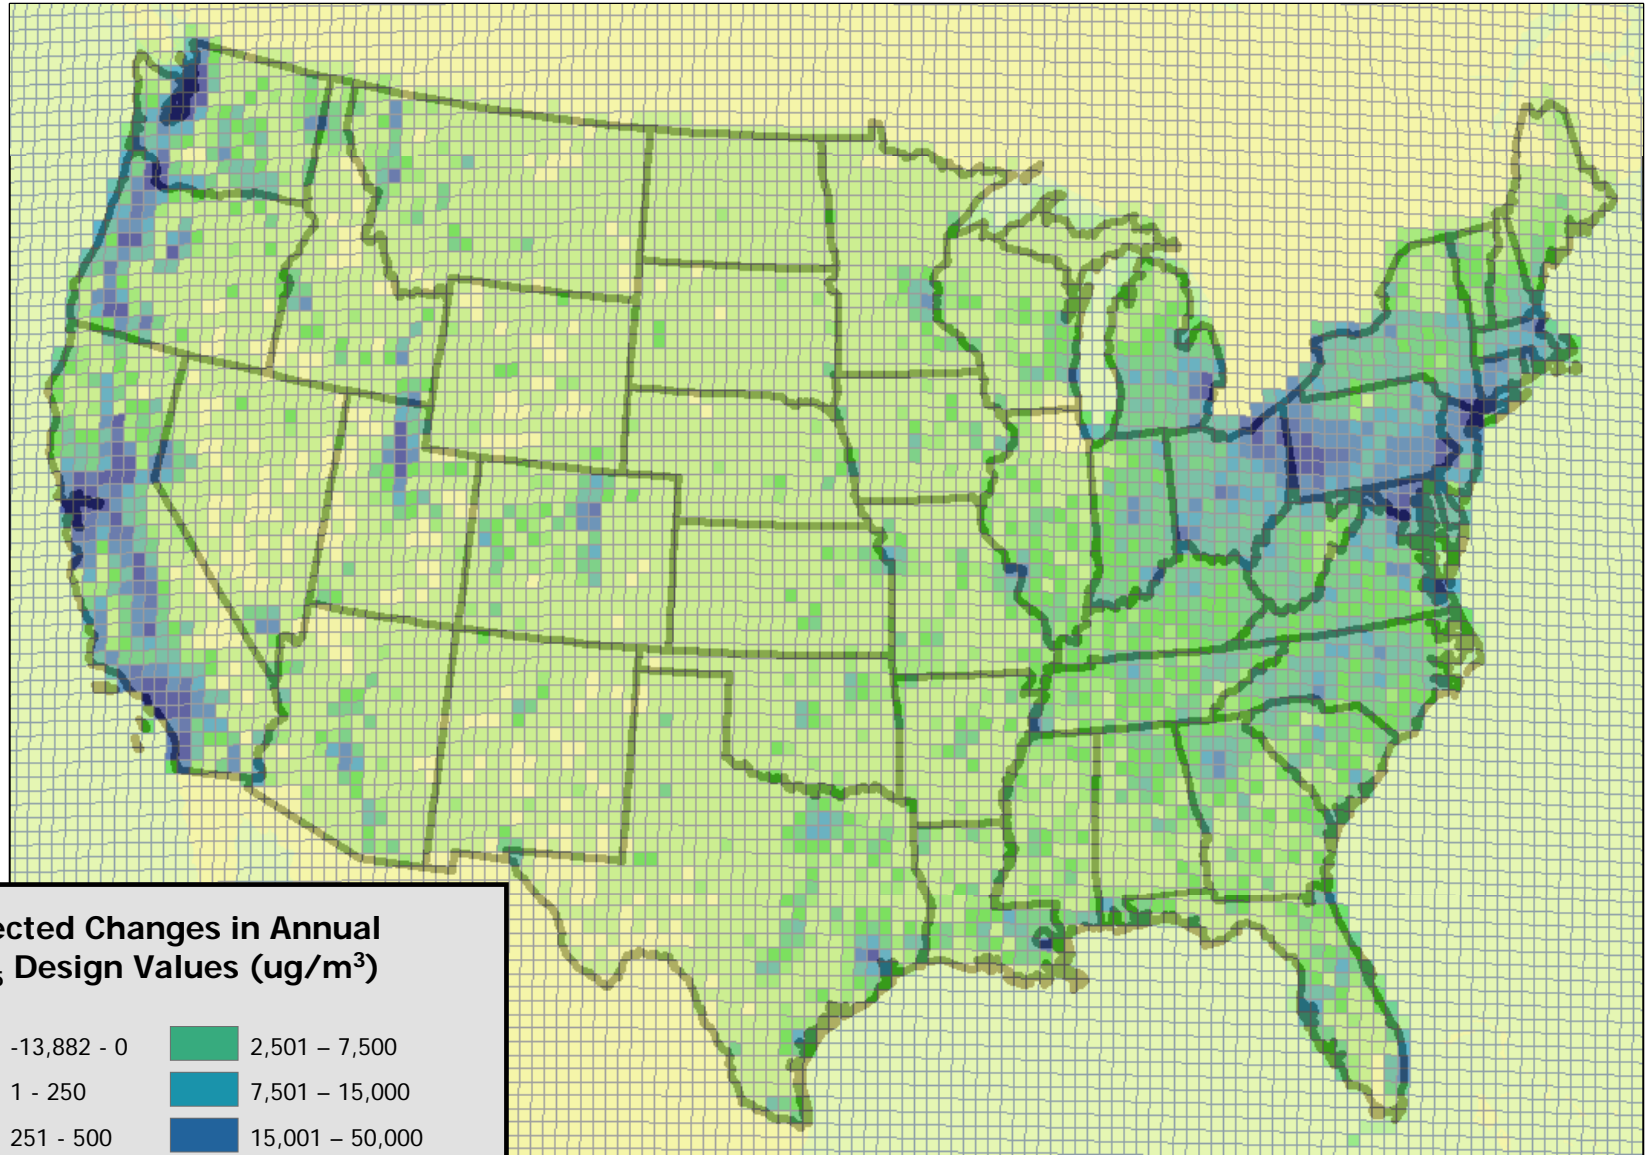 Changes in Annual
Design Values (ug/m³)
-13,882 - 0
2,501 – 7,500
1 - 250
7,501 – 15,000
251 - 500
15,001 – 50,000